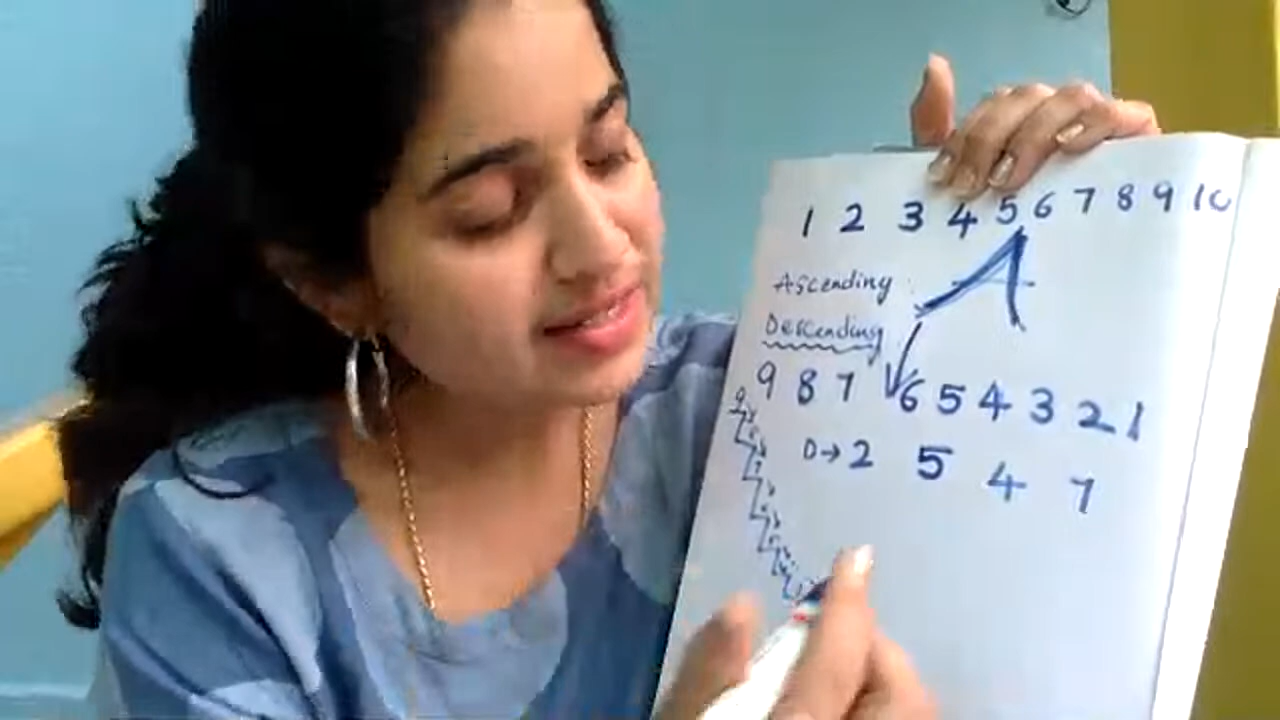 1 2 3 4 5 6 7 8 9 10
Ascending A
Descending
9 8 7 6 5 4 3 2 1
D→2 5 4 7
9